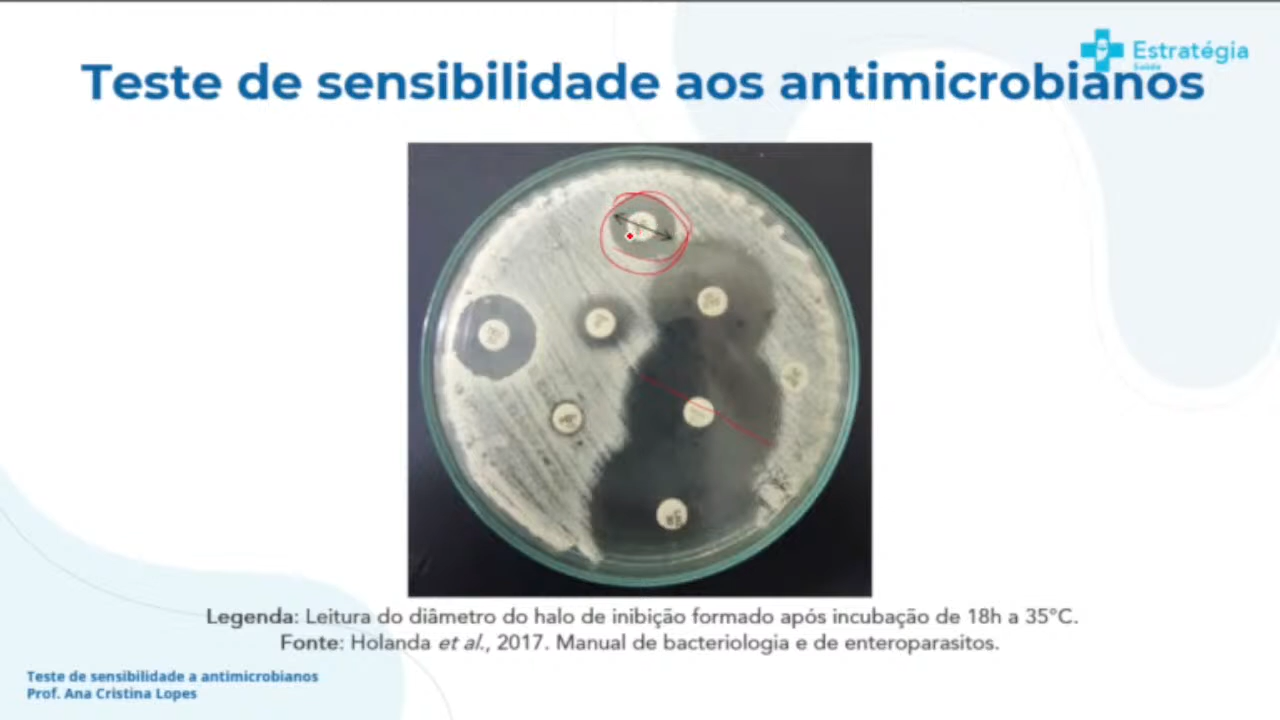 Estratégia
Saúde
Teste de sensibilidade aos antimicrobianos
Legenda: Leitura do diâmetro do halo de inibição formado após incubação de 18h a 35°C.
Fonte: Holanda et al., 2017. Manual de bacteriologia e de enteroparasitos.
Teste de sensibilidade a antimicrobianos
Prof. Ana Cristina Lopes